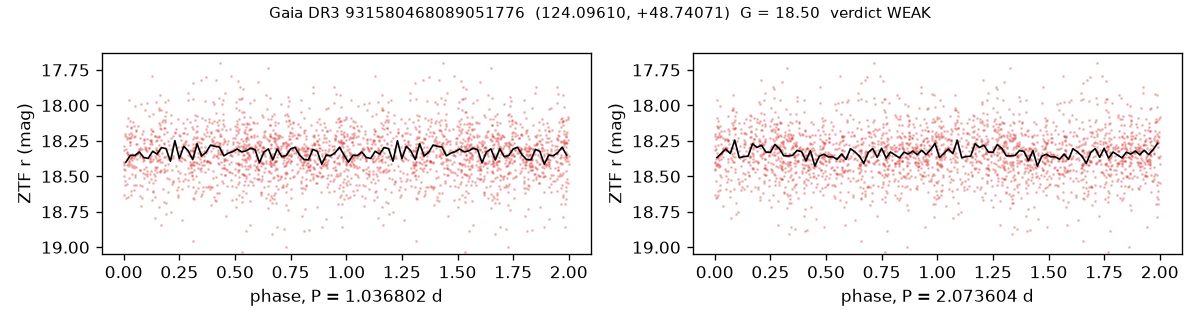 Gaia DR3 931580468089051776  (124.09610, +48.74071)  G = 18.50  verdict WEAK
ZTF r (mag)
17.75
18.00
18.25
18.50
18.75
19.00
0.00 0.25 0.50 0.75 1.00 1.25 1.50 1.75 2.00
phase, P = 1.036802 d
ZTF r (mag)
17.75
18.00
18.25
18.50
18.75
19.00
0.00 0.25 0.50 0.75 1.00 1.25 1.50 1.75 2.00
phase, P = 2.073604 d